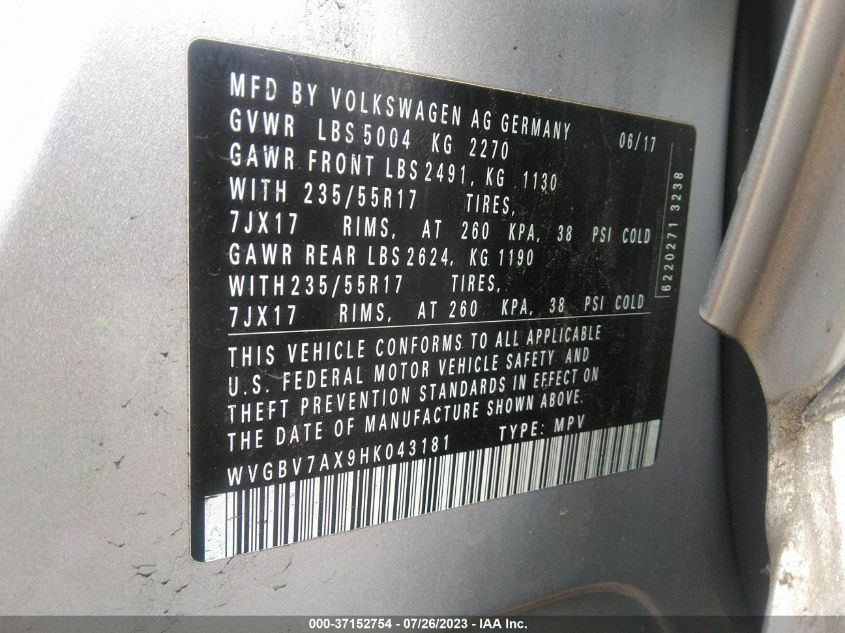 MFD BY VOLKSWAGEN AG GERMANY 06/17
GVWR LBS 5004 KG 2270
GAWR FRONT LBS 2491, KG 1130
WITH 235/55R17 TIRES,
7JX17 RIMS, AT 260 KPA, 38 PSI COLD
GAWR REAR LBS 2624, KG 1190
WITH 235/55R17 TIRES,
7JX17 RIMS, AT 260 KPA, 38 PSI COLD
6220271 3238
THIS VEHICLE CONFORMS TO ALL APPLICABLE
U.S. FEDERAL MOTOR VEHICLE SAFETY AND
THEFT PREVENTION STANDARDS IN EFFECT ON
THE DATE OF MANUFACTURE SHOWN ABOVE.
WVGBV7AX9HK043181 TYPE: MPV
000-37152754 - 07/26/2023 - IAA Inc.